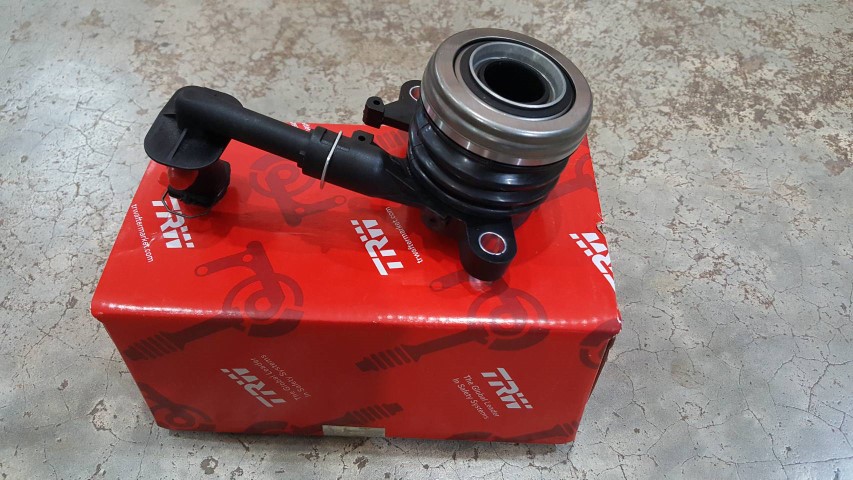 TRW
trwaftermarket.com
TRW
trwaftermarket.com
TRW
TRW
The Global Leader
in Safety Systems
TRW
The Global Leader
in Safety Systems